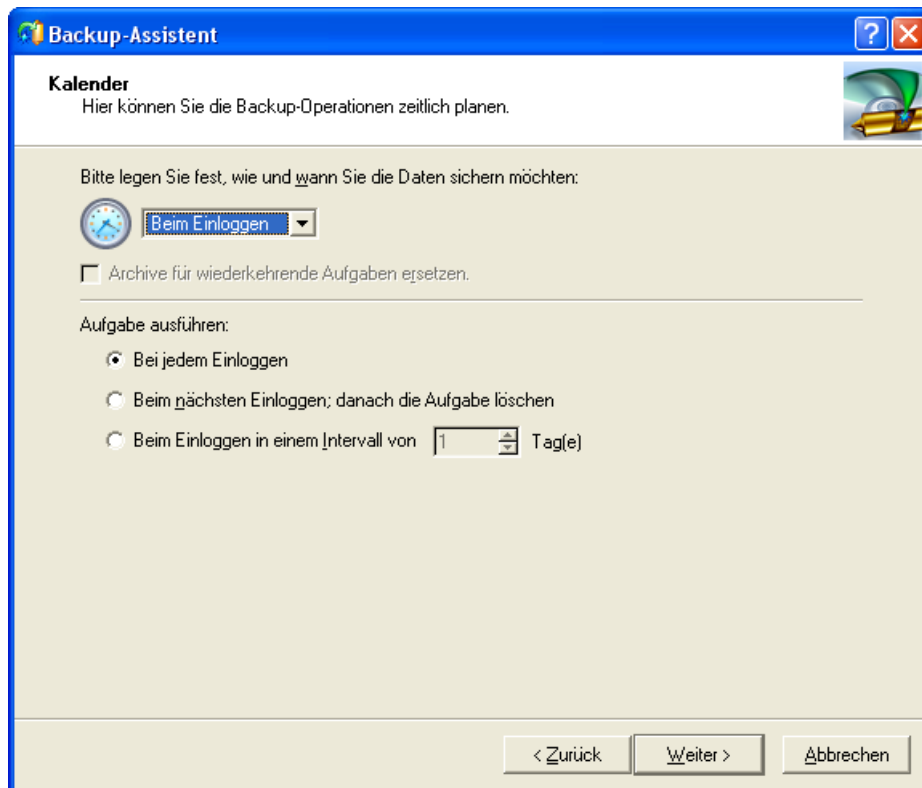 Backup-Assistent
Kalender
Hier können Sie die Backup-Operationen zeitlich planen.
Bitte legen Sie fest, wie und wann Sie die Daten sichern möchten:
Beim Einloggen
Archive für wiederkehrende Aufgaben ersetzen.
Aufgabe ausführen:
Bei jedem Einloggen
Beim nächsten Einloggen; danach die Aufgabe löschen
Beim Einloggen in einem Intervall von 1 Tag(e)
< Zurück Weiter > Abbrechen